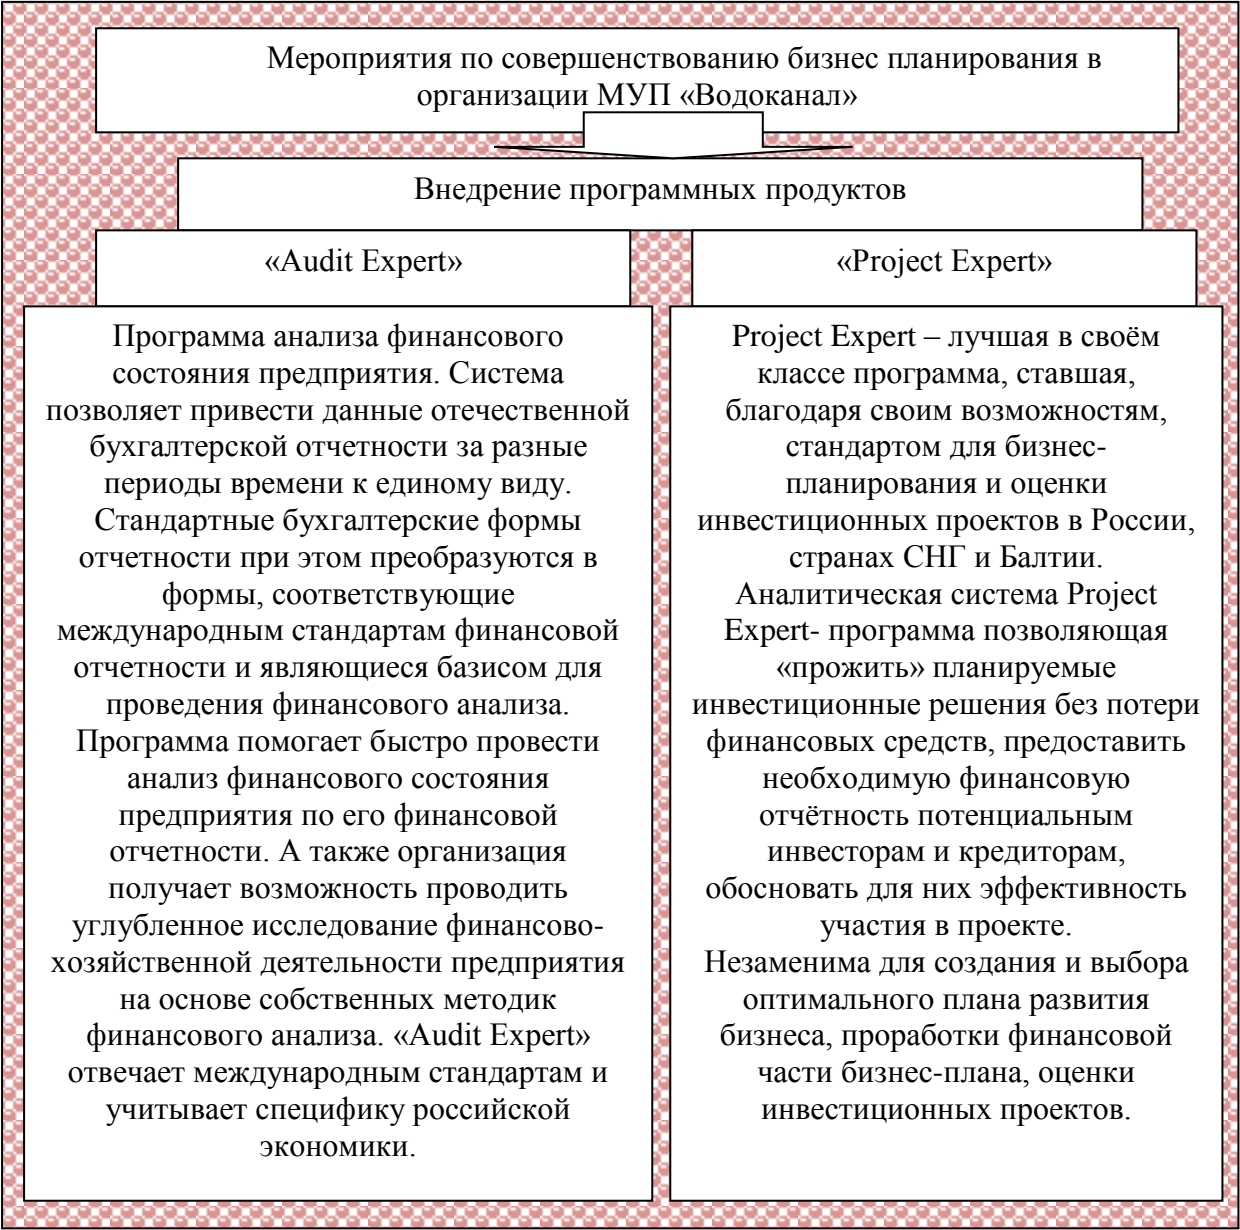 Мероприятия по совершенствованию бизнес планирования в
организации МУП «Водоканал»
Внедрение программных продуктов
«Audit Expert»
«Project Expert»
Программа анализа финансового
состояния предприятия. Система
позволяет привести данные отечественной
бухгалтерской отчетности за разные
периоды времени к единому виду.
Стандартные бухгалтерские формы
отчетности при этом преобразуются в
формы, соответствующие
международным стандартам финансовой
отчетности и являющиеся базисом для
проведения финансового анализа.
Программа помогает быстро провести
анализ финансового состояния
предприятия по его финансовой
отчетности. А также организация
получает возможность проводить
углубленное исследование финансово-
хозяйственной деятельности предприятия
на основе собственных методик
финансового анализа. «Audit Expert»
отвечает международным стандартам и
учитывает специфику российской
экономики.
Project Expert – лучшая в своём
классе программа, ставшая,
благодаря своим возможностям,
стандартом для бизнес-
планирования и оценки
инвестиционных проектов в России,
странах СНГ и Балтии.
Аналитическая система Project
Expert- программа позволяющая
«прожить» планируемые
инвестиционные решения без потери
финансовых средств, предоставить
необходимую финансовую
отчётность потенциальным
инвесторам и кредиторам,
обосновать для них эффективность
участия в проекте.
Незаменима для создания и выбора
оптимального плана развития
бизнеса, проработки финансовой
части бизнес-плана, оценки
инвестиционных проектов.